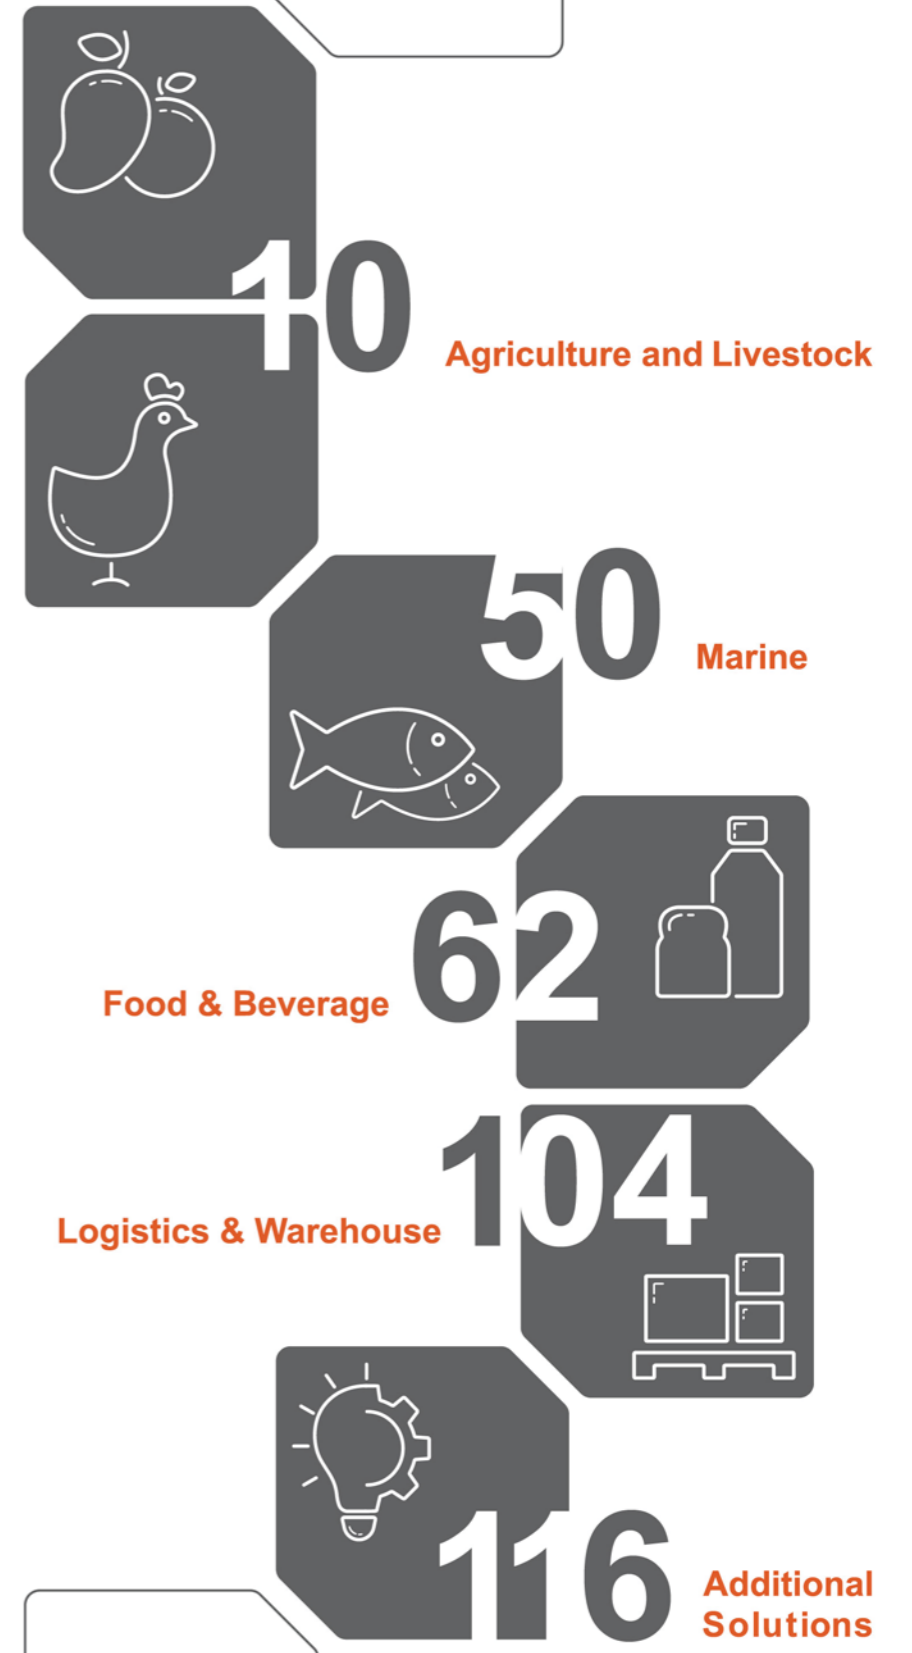 10
Agriculture and Livestock
50
Marine
62
Food & Beverage
104
Logistics & Warehouse
116
Additional
Solutions